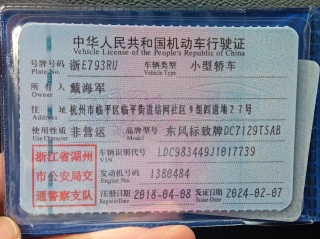 中华人民共和国机动车行驶证
Vehicle License of the People's Republic of China
号牌号码 浙E793RU 车辆类型 小型轿车
Plate No. Vehicle Type
所有人 戴海军
Owner
住址 杭州市临平区临平街道结网社区9堡四道地27号
Address
使用性质 非营运 品牌型号 东风标致牌DC7129TSAB
Use Character Model
浙江省湖州市公安局交通警察支队
车辆识别代号 LDC983449J1017739
VIN
发动机号码 1380484
Engine No.
注册日期 2018-04-08 发证日期 2024-02-07
Register Date Issue Date